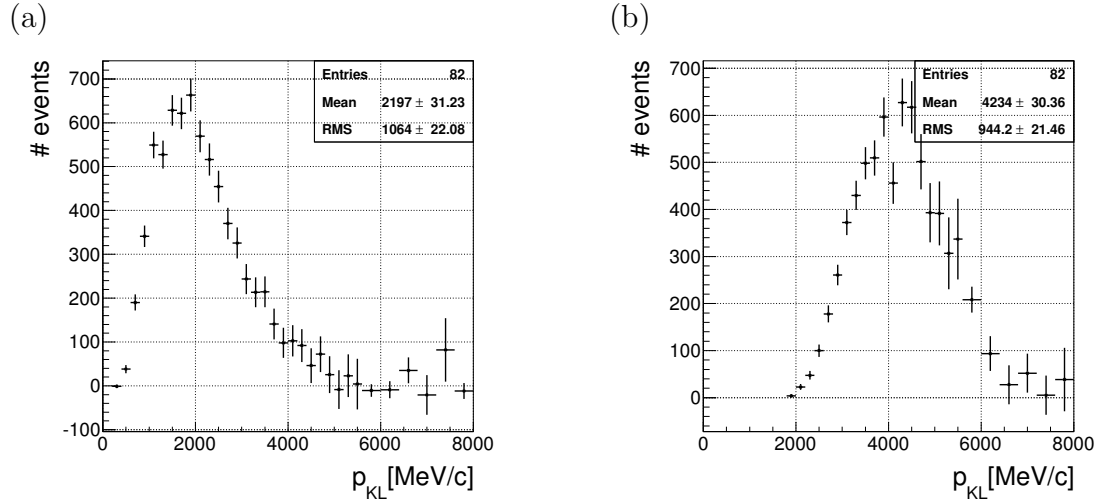 (a)
# events
700
600
500
400
300
200
100
0
-100
0 2000 4000 6000 8000
p_KL[MeV/c]
Entries 82
Mean 2197 ± 31.23
RMS 1064 ± 22.08
(b)
# events
700
600
500
400
300
200
100
0
0 2000 4000 6000 8000
p_KL[MeV/c]
Entries 82
Mean 4234 ± 30.36
RMS 944.2 ± 21.46